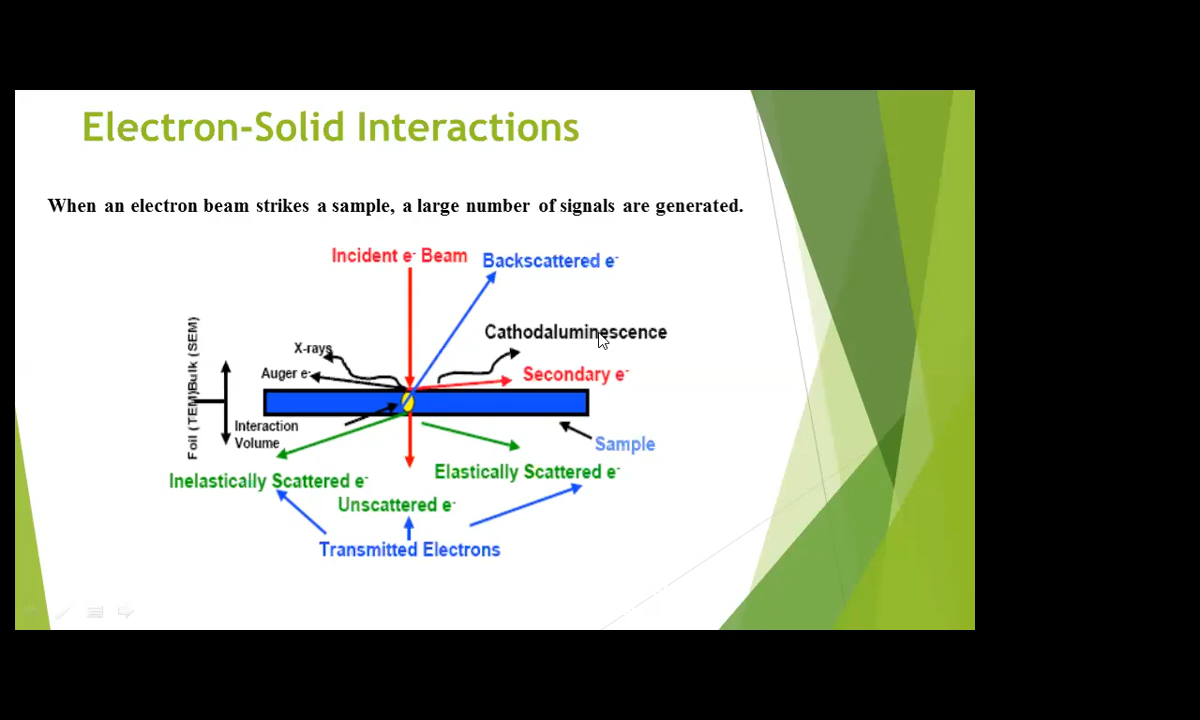 Electron-Solid Interactions
When an electron beam strikes a sample, a large number of signals are generated.
Incident e- Beam
Backscattered e-
Cathodaluminescence
X-rays
Auger e-
Secondary e-
Foil (TEM)Bulk (SEM)
Interaction
Volume
Sample
Inelastically Scattered e-
Elastically Scattered e-
Unscattered e-
Transmitted Electrons